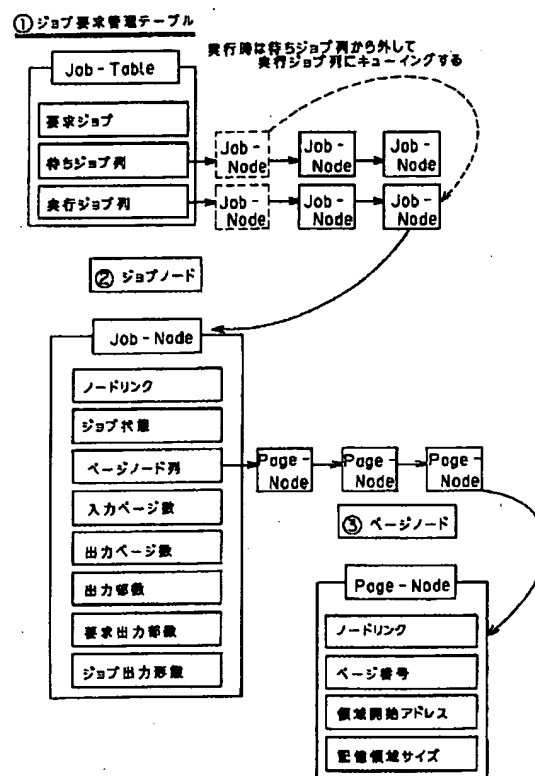 ①ジョブ要求管理テーブル
Job-Table
実行時は待ちジョブ列から外して
実行ジョブ列にキューイングする
要求ジョブ
待ちジョブ列
Job-Node
Job-Node
Job-Node
実行ジョブ列
Job-Node
Job-Node
Job-Node
② ジョブノード
Job-Node
ノードリンク
ジョブ状態
ページノード列
Page-Node
Page-Node
Page-Node
入力ページ数
出力ページ数
出力部数
要求出力部数
ジョブ出力形態
③ ページノード
Page-Node
ノードリンク
ページ番号
領域開始アドレス
記憶領域サイズ